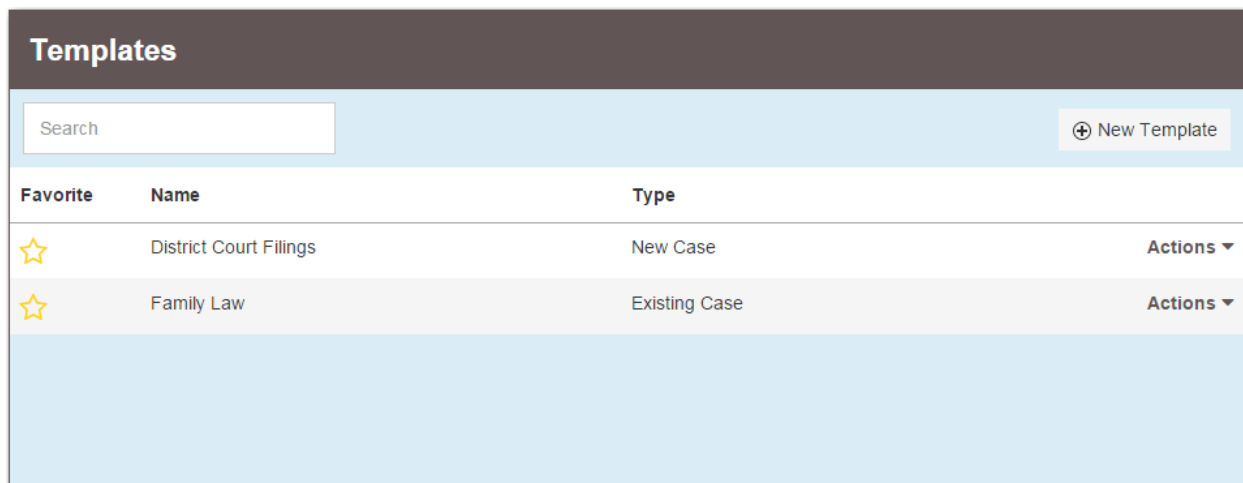 Templates
Search
New Template
Favorite Name Type
District Court Filings New Case Actions
Family Law Existing Case Actions